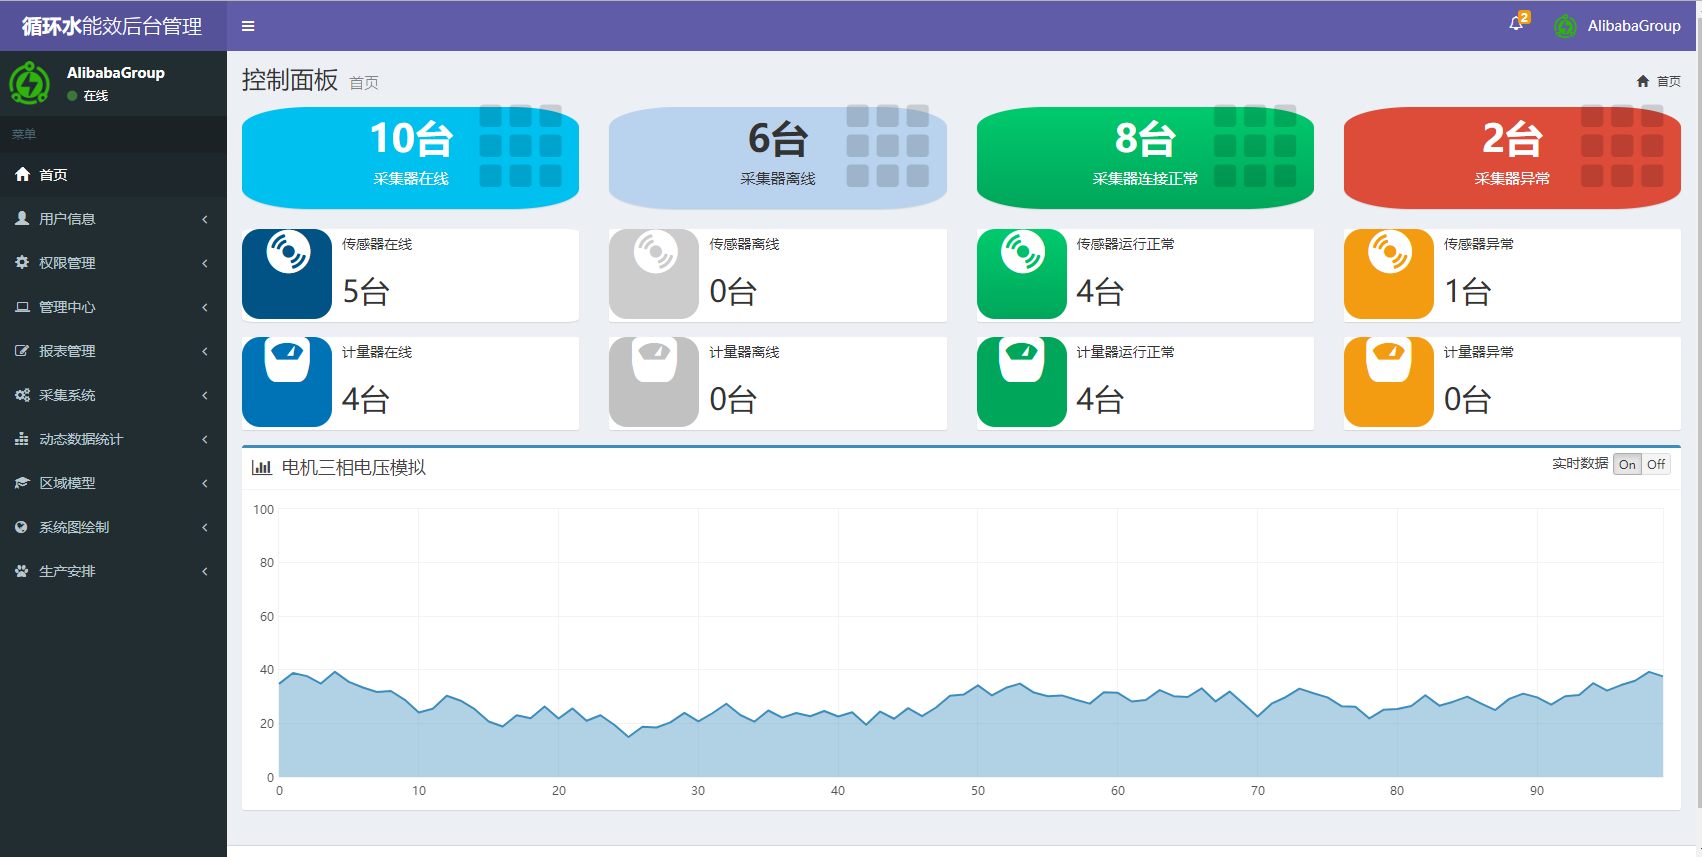 循环水能效后台管理
2
AlibabaGroup
AlibabaGroup
在线
菜单
首页
用户信息
权限管理
管理中心
报表管理
采集系统
动态数据统计
区域模型
系统图绘制
生产安排
控制面板 首页
首页
10台
采集器在线
6台
采集器离线
8台
采集器连接正常
2台
采集器异常
传感器在线
5台
传感器离线
0台
传感器运行正常
4台
传感器异常
1台
计量器在线
4台
计量器离线
0台
计量器运行正常
4台
计量器异常
0台
电机三相电压模拟
实时数据 On Off
100
80
60
40
20
0
0 10 20 30 40 50 60 70 80 90